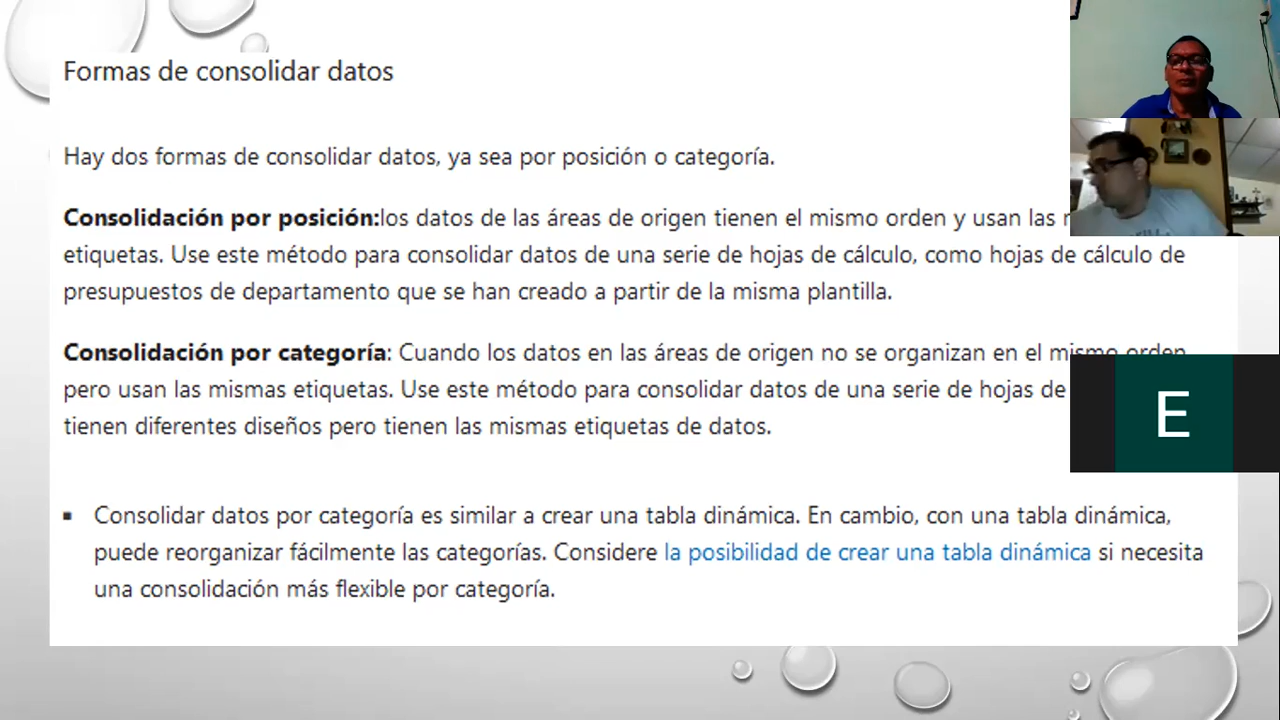 Formas de consolidar datos
Hay dos formas de consolidar datos, ya sea por posición o categoría.
Consolidación por posición:los datos de las áreas de origen tienen el mismo orden y usan las
etiquetas. Use este método para consolidar datos de una serie de hojas de cálculo, como hojas de cálculo de
presupuestos de departamento que se han creado a partir de la misma plantilla.
Consolidación por categoría: Cuando los datos en las áreas de origen no se organizan en el mismo orden
pero usan las mismas etiquetas. Use este método para consolidar datos de una serie de hojas de
tienen diferentes diseños pero tienen las mismas etiquetas de datos.
E
▪ Consolidar datos por categoría es similar a crear una tabla dinámica. En cambio, con una tabla dinámica,
puede reorganizar fácilmente las categorías. Considere la posibilidad de crear una tabla dinámica si necesita
una consolidación más flexible por categoría.